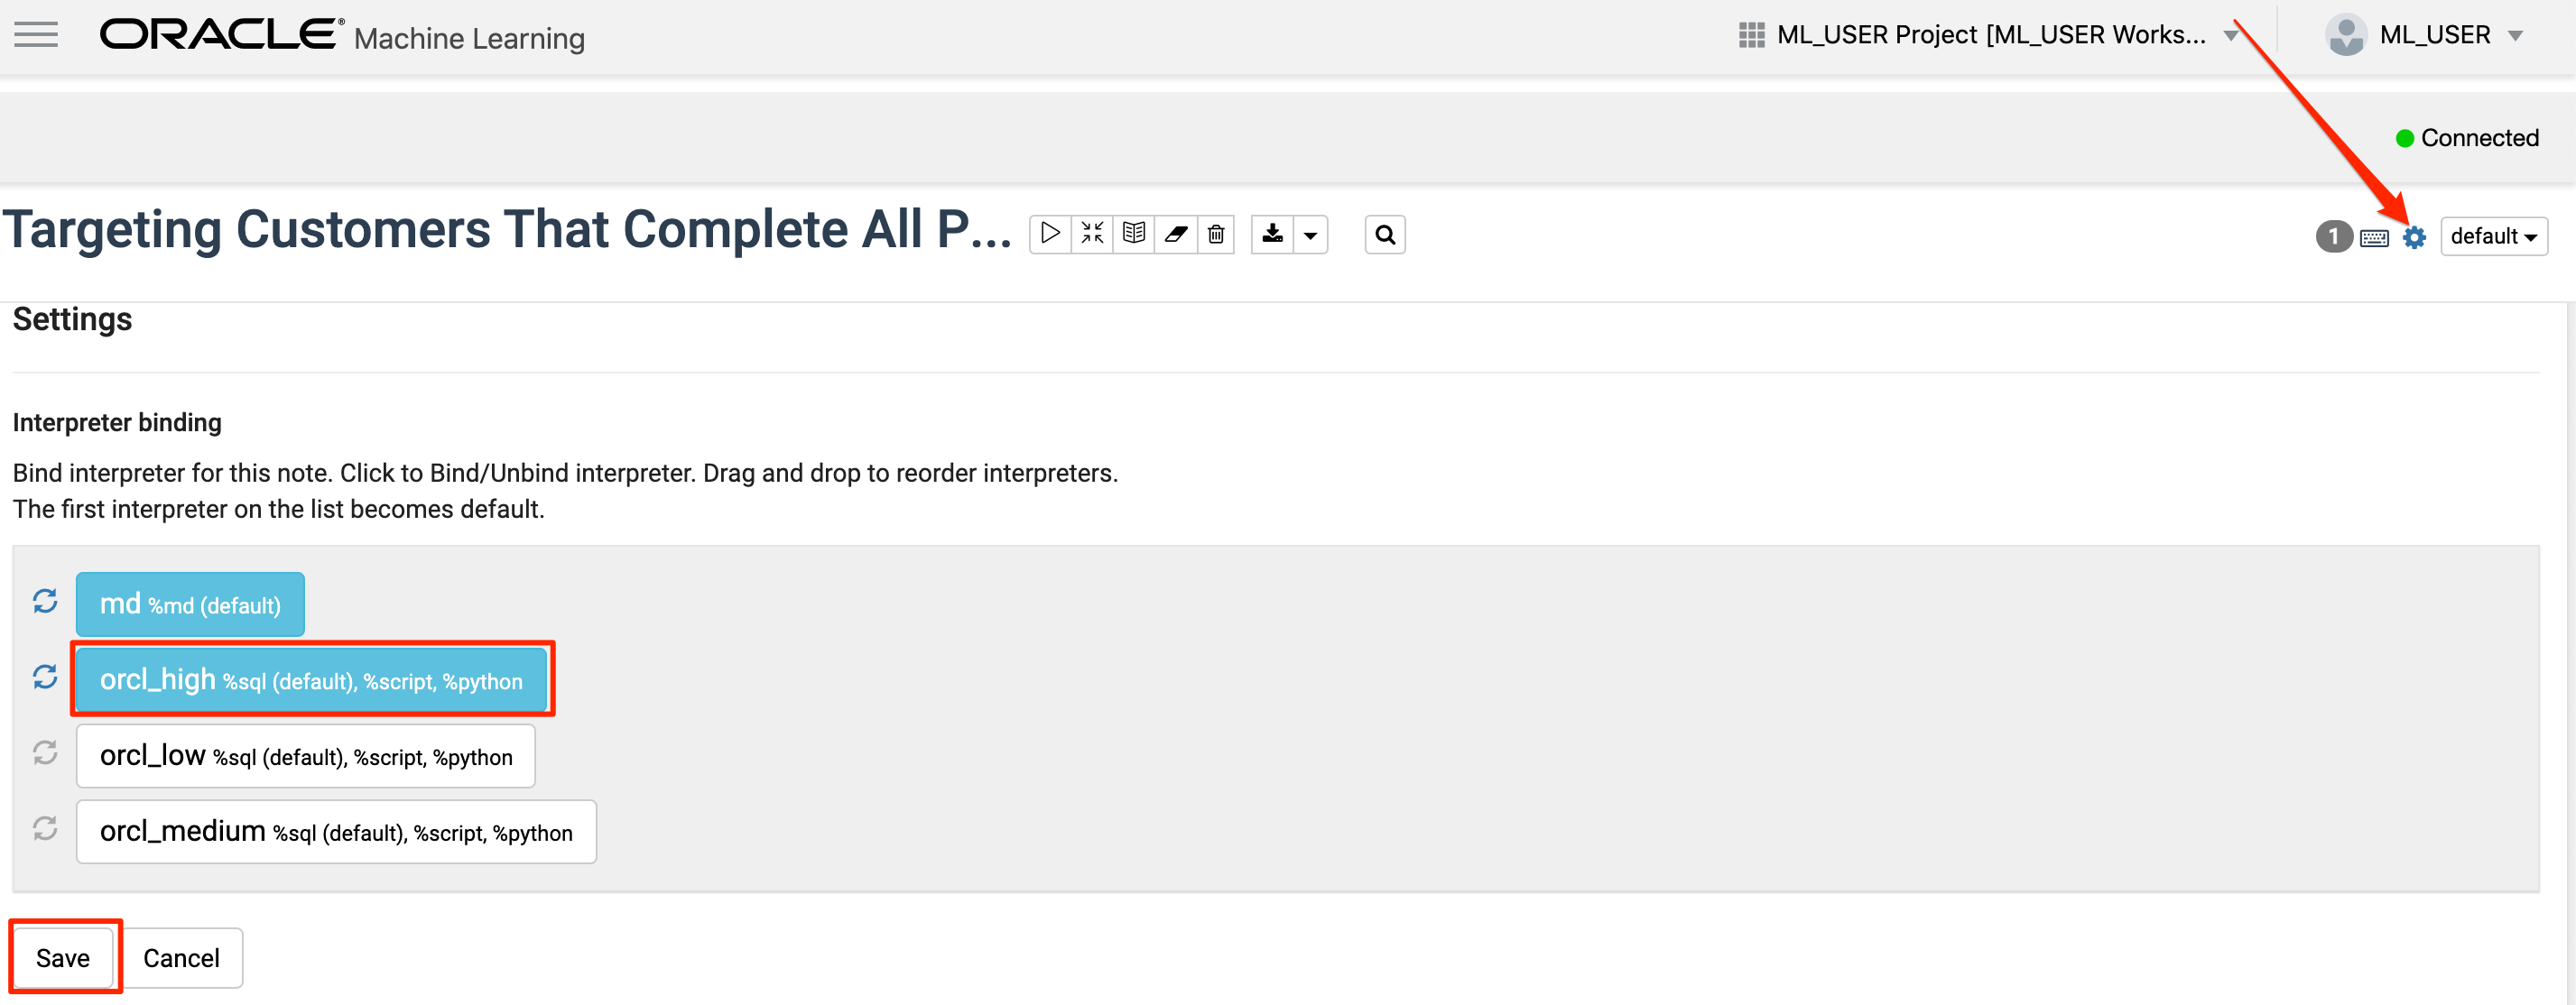 ORACLE® Machine Learning
ML_USER Project [ML_USER Works...
ML_USER
Connected
Targeting Customers That Complete All P...
1
default
Settings
Interpreter binding
Bind interpreter for this note. Click to Bind/Unbind interpreter. Drag and drop to reorder interpreters.
The first interpreter on the list becomes default.
md %md (default)
orcl_high %sql (default), %script, %python
orcl_low %sql (default), %script, %python
orcl_medium %sql (default), %script, %python
Save
Cancel